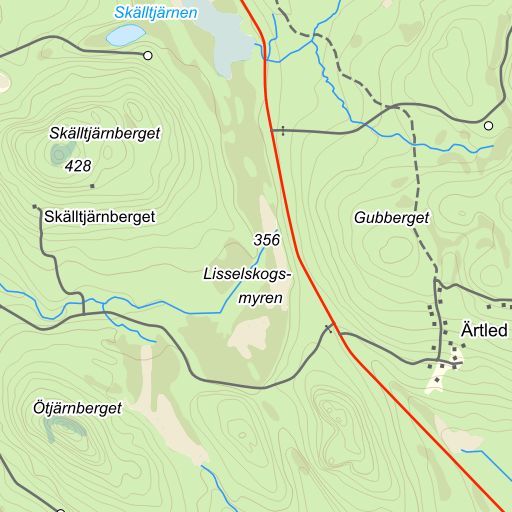 Skälltjärnen
Skälltjärnberget
428
Skälltjärnberget
Gubberget
356
Lisselskogs-
myren
Ärtled
Ötjärnberget